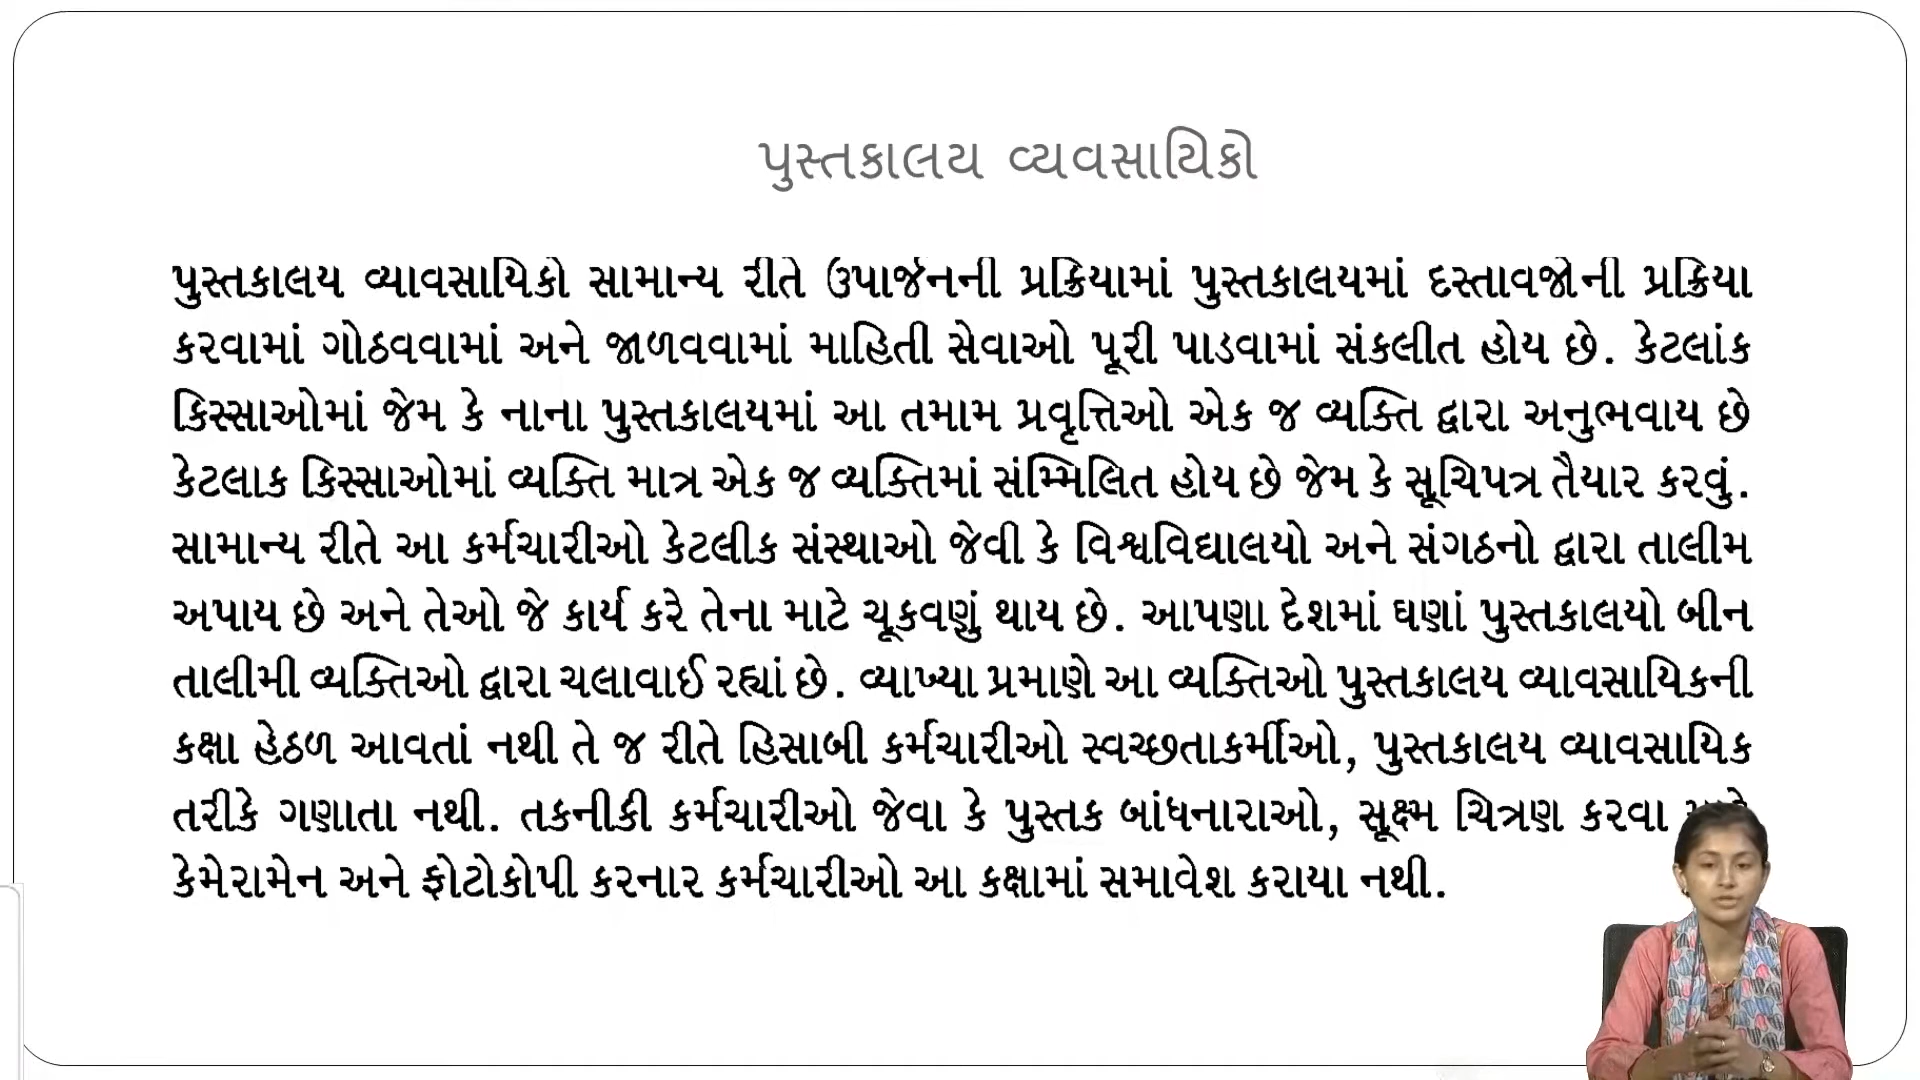 પુસ્તકાલય વ્યવસાયિકો
પુસ્તકાલય વ્યાવસાયિકો સામાન્ય રીતે ઉપાર્જનની પ્રક્રિયામાં પુસ્તકાલયમાં દસ્તાવજોની પ્રક્રિયા
કરવામાં ગોઠવવામાં અને જાળવવામાં માહિતી સેવાઓ પૂરી પાડવામાં સંકલીત હોય છે. કેટલાંક
કિસ્સાઓમાં જેમ કે નાના પુસ્તકાલયમાં આ તમામ પ્રવૃત્તિઓ એક જ વ્યક્તિ દ્વારા અનુભવાય છે
કેટલાક કિસ્સાઓમાં વ્યક્તિ માત્ર એક જ વ્યક્તિમાં સંમ્મિલિત હોય છે જેમ કે સૂચિપત્ર તૈયાર કરવું.
સામાન્ય રીતે આ કર્મચારીઓ કેટલીક સંસ્થાઓ જેવી કે વિશ્વવિદ્યાલયો અને સંગઠનો દ્વારા તાલીમ
અપાય છે અને તેઓ જે કાર્ય કરે તેના માટે ચૂકવણું થાય છે. આપણા દેશમાં ઘણાં પુસ્તકાલયો બીન
તાલીમી વ્યક્તિઓ દ્વારા ચલાવાઈ રહ્યાં છે. વ્યાખ્યા પ્રમાણે આ વ્યક્તિઓ પુસ્તકાલય વ્યાવસાયિકની
કક્ષા હેઠળ આવતાં નથી તે જ રીતે હિસાબી કર્મચારીઓ સ્વચ્છતાકર્મીઓ, પુસ્તકાલય વ્યાવસાયિક
તરીકે ગણાતા નથી. તકનીકી કર્મચારીઓ જેવા કે પુસ્તક બાંધનારાઓ, સૂક્ષ્મ ચિત્રણ કરવા
કેમેરામેન અને ફોટોકોપી કરનાર કર્મચારીઓ આ કક્ષામાં સમાવેશ કરાયા નથી.